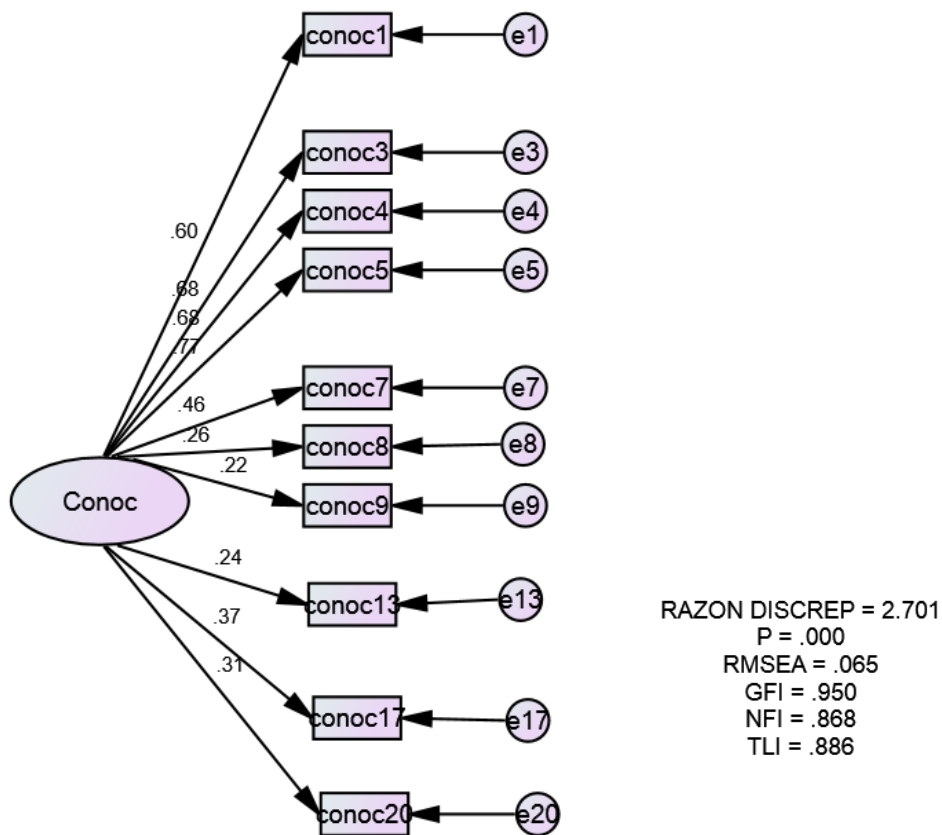 conoc1 e1
conoc3 e3
conoc4 e4
conoc5 e5
.60
.68
.68
.77
conoc7 e7
.46
.26
conoc8 e8
.22
conoc9 e9
Conoc
.24
conoc13 e13
.37
.31
conoc17 e17
conoc20 e20
RAZON DISCREP = 2.701
P = .000
RMSEA = .065
GFI = .950
NFI = .868
TLI = .886